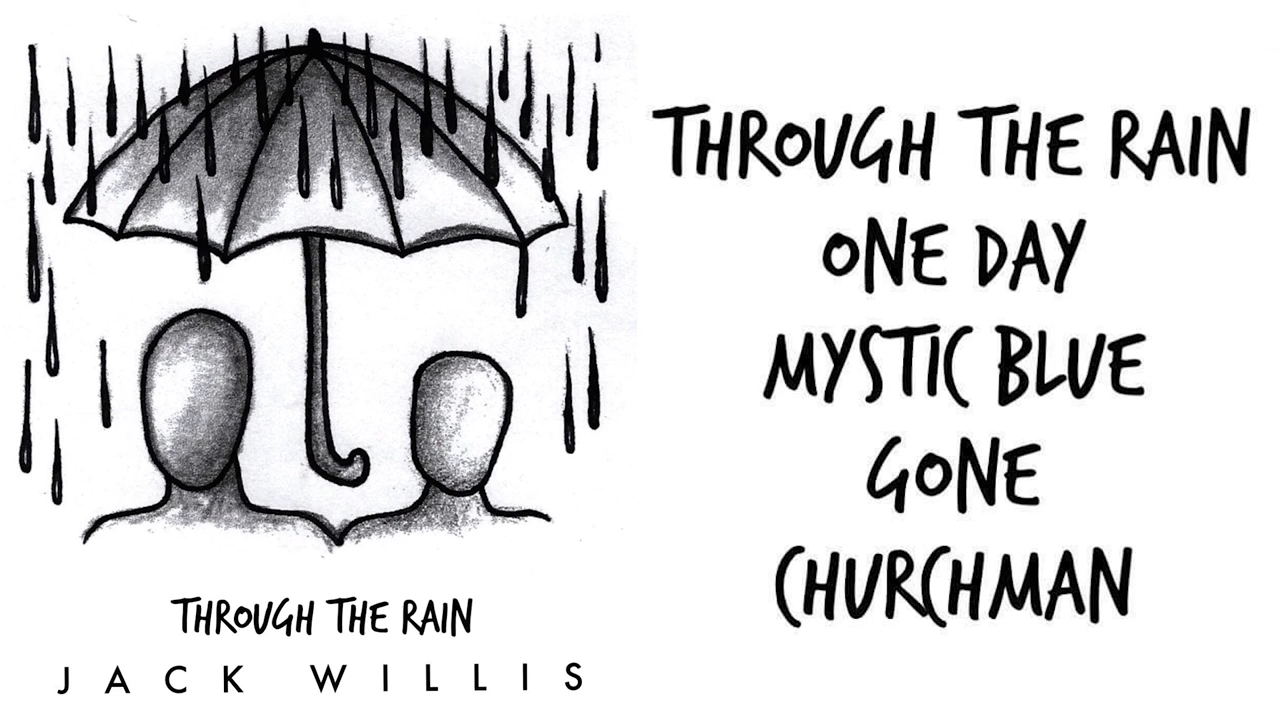 THROUGH THE RAIN
JACK WILLIS
THROUGH THE RAIN
ONE DAY
MYSTIC BLUE
GONE
CHURCHMAN